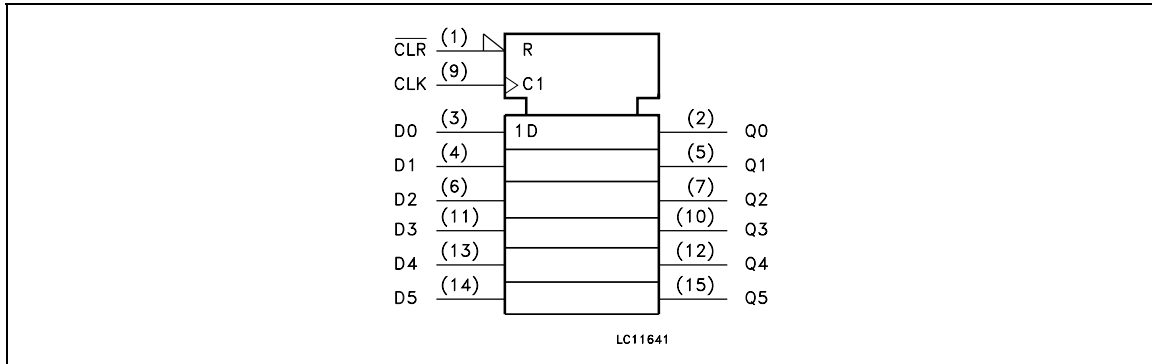 C̅L̅R̅ (1) R
CLK (9) C1
D0 (3) 1D (2) Q0
D1 (4) (5) Q1
D2 (6) (7) Q2
D3 (11) (10) Q3
D4 (13) (12) Q4
D5 (14) (15) Q5
LC11641